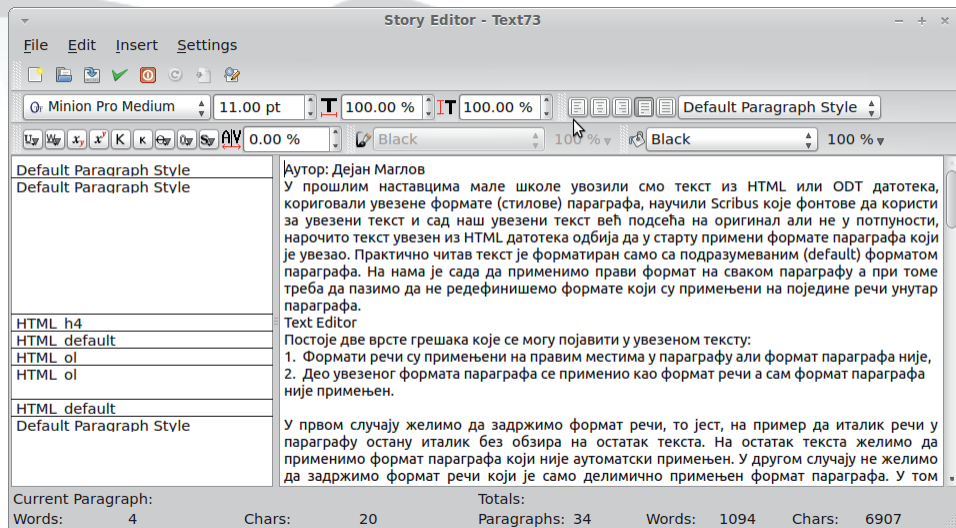 Story Editor - Text73
File Edit Insert Settings
Minion Pro Medium 11.00 pt 100.00 % 100.00 % Default Paragraph Style
0.00 % Black 100 % Black 100 %
Default Paragraph Style
Default Paragraph Style
HTML h4
HTML default
HTML ol
HTML ol
HTML default
Default Paragraph Style
Аутор: Дејан Маглов
У прошлим наставцима мале школе увозили смо текст из HTML или ODT датотека,
кориговали увезене формате (стилове) параграфа, научили Scribus које фонтове да користи
за увезени текст и сад наш увезени текст већ подсећа на оригинал али не у потпуности,
нарочито текст увезен из HTML датотека одбија да у старту примени формате параграфа који
је увезао. Практично читав текст је форматиран само са подразумеваним (default) форматом
параграфа. На нама је сада да применимо прави формат на сваком параграфу а при томе
треба да пазимо да не редефинишемо формате који су примењени на поједине речи унутар
параграфа.
Text Editor
Постоје две врсте грешака које се могу појавити у увезеном тексту:
1. Формати речи су примењени на правим местима у параграфу али формат параграфа није,
2. Део увезеног формата параграфа се применио као формат речи а сам формат параграфа
није примењен.
У првом случају желимо да задржимо формат речи, то јест, на пример да италик речи у
параграфу остану италик без обзира на остатак текста. На остатак текста желимо да
применимо формат параграфа који није аутоматски примењен. У другом случају не желимо
да задржимо формат речи који је само делимично примењен формат параграфа. У том
Current Paragraph:
Words: 4 Chars: 20
Totals:
Paragraphs: 34 Words: 1094 Chars: 6907